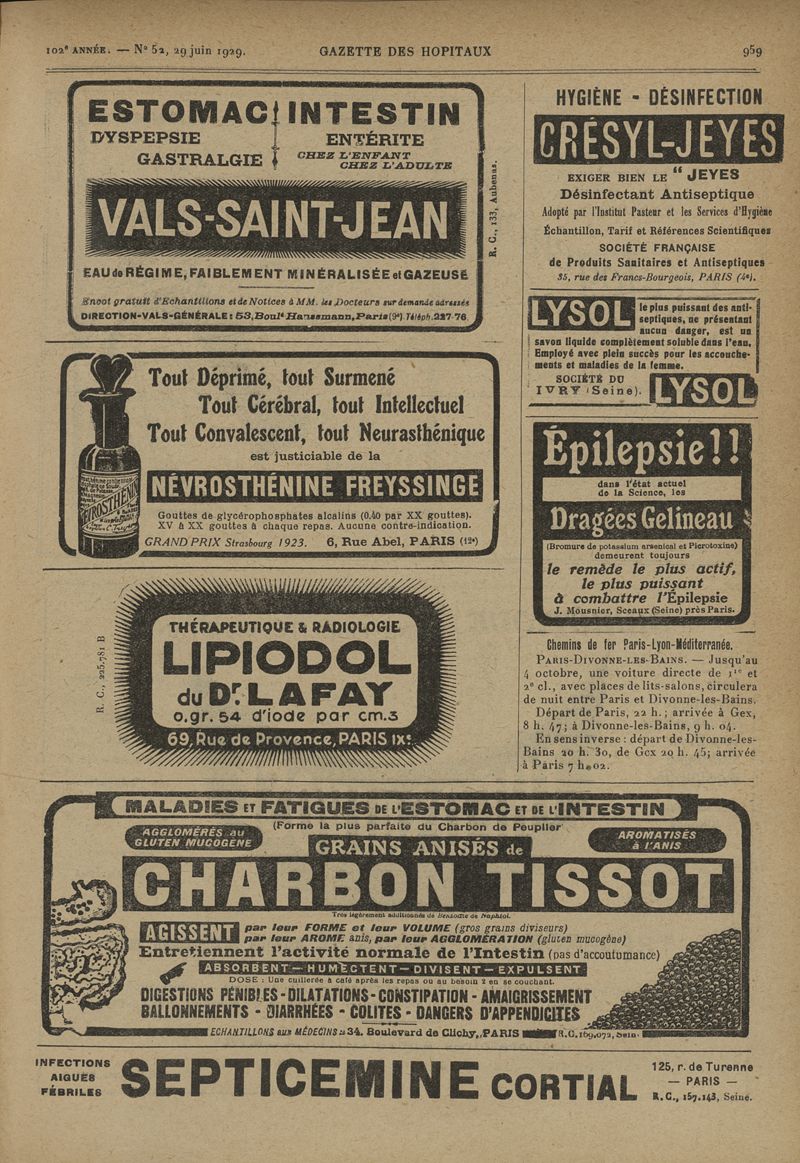 102e ANNÉE. — No 52, 29 juin 1929.
GAZETTE DES HOPITAUX
959
ESTOMAC INTESTIN
DYSPEPSIE
GASTRALGIE
ENTÉRITE
CHEZ L'ENFANT
CHEZ L'ADULTE
VALS-SAINT-JEAN
EAU de RÉGIME, FAIBLEMENT MINÉRALISÉE et GAZEUSE
Envoi gratuit d'Echantillons et de Notices à MM. les Docteurs sur demande adressée
DIRECTION-VALS-GÉNÉRALE: 53, Boult Haussmann, Paris (9e). Téléph. 227-76.
R. C., 133, Aubenas.
Tout Déprimé, tout Surmené
Tout Cérébral, tout Intellectuel
Tout Convalescent, tout Neurasthénique
est justiciable de la
NÉVROSTHÉNINE FREYSSINGE
Gouttes de glycérophosphates alcalins (0.40 par XX gouttes).
XV à XX gouttes à chaque repas. Aucune contre-indication.
GRAND PRIX Strasbourg 1923. 6, Rue Abel, PARIS (12e)
R. C., 225.781 B
THÉRAPEUTIQUE & RADIOLOGIE
LIPIODOL
du Dr. LAFAY
0.gr. 54 d'iode par cm.3
69, Rue de Provence, PARIS IXe
HYGIÈNE - DÉSINFECTION
CRÉSYL-JEYES
EXIGER BIEN LE " JEYES
Désinfectant Antiseptique
Adopté par l'Institut Pasteur et les Services d'Hygiène
Échantillon, Tarif et Références Scientifiques
SOCIÉTÉ FRANÇAISE
de Produits Sanitaires et Antiseptiques
35, rue des Francs-Bourgeois, PARIS (4e).
LYSOL le plus puissant des anti-
septiques, ne présentant
aucun danger, est un
savon liquide complètement soluble dans l'eau,
Employé avec plein succès pour les accouche-
ments et maladies de la femme.
SOCIÉTÉ DU
IVRY (Seine).
LYSOL
Épilepsie!!
dans l'état actuel
de la Science, les
Dragées Gelineau
(Bromure de potassium arsenical et Picrotoxine)
demeurent toujours
le remède le plus actif,
le plus puissant
à combattre l'Épilepsie
J. Mousnier, Sceaux (Seine) près Paris.
Chemins de fer Paris-Lyon-Méditerranée.
PARIS-DIVONNE-LES-BAINS. — Jusqu'au
4 octobre, une voiture directe de 1re et
2e cl., avec places de lits-salons, circulera
de nuit entre Paris et Divonne-les-Bains.
Départ de Paris, 22 h. ; arrivée à Gex,
8 h. 47; à Divonne-les-Bains, 9 h. 04.
En sens inverse : départ de Divonne-les-
Bains 20 h. 30, de Gex 20 h. 45; arrivée
à Paris 7 h. 02.
MALADIES ET FATIGUES DE L'ESTOMAC ET DE L'INTESTIN
(Forme la plus parfaite du Charbon de Peuplier
AGGLOMÉRÉS au
GLUTEN MUCOGÈNE
GRAINS ANISÉS de
AROMATISÉS
à l'ANIS
CHARBON TISSOT
Très légèrement additionnés de Benzoate de Naphtol.
AGISSENT
par leur FORME et leur VOLUME (gros grains diviseurs)
par leur AROME anis, par leur AGGLOMÉRATION (gluten mucogène)
Entretiennent l'activité normale de l'Intestin (pas d'accoutumance)
ABSORBENT — HUMECTENT — DIVISENT — EXPULSENT
DOSE : Une cuillerée à café après les repas ou au besoin 2 en se couchant.
DIGESTIONS PÉNIBLES - DILATATIONS - CONSTIPATION - AMAIGRISSEMENT
BALLONNEMENTS - DIARRHÉES - COLITES - DANGERS D'APPENDICITES
ECHANTILLONS aux MÉDECINS : 34. Boulevard de Clichy, PARIS R.C. 169.072, Seine.
INFECTIONS
AIGUËS
FÉBRILES
SEPTICEMINE CORTIAL
125, r. de Turenne
— PARIS —
R.C., 157.143, Seine.